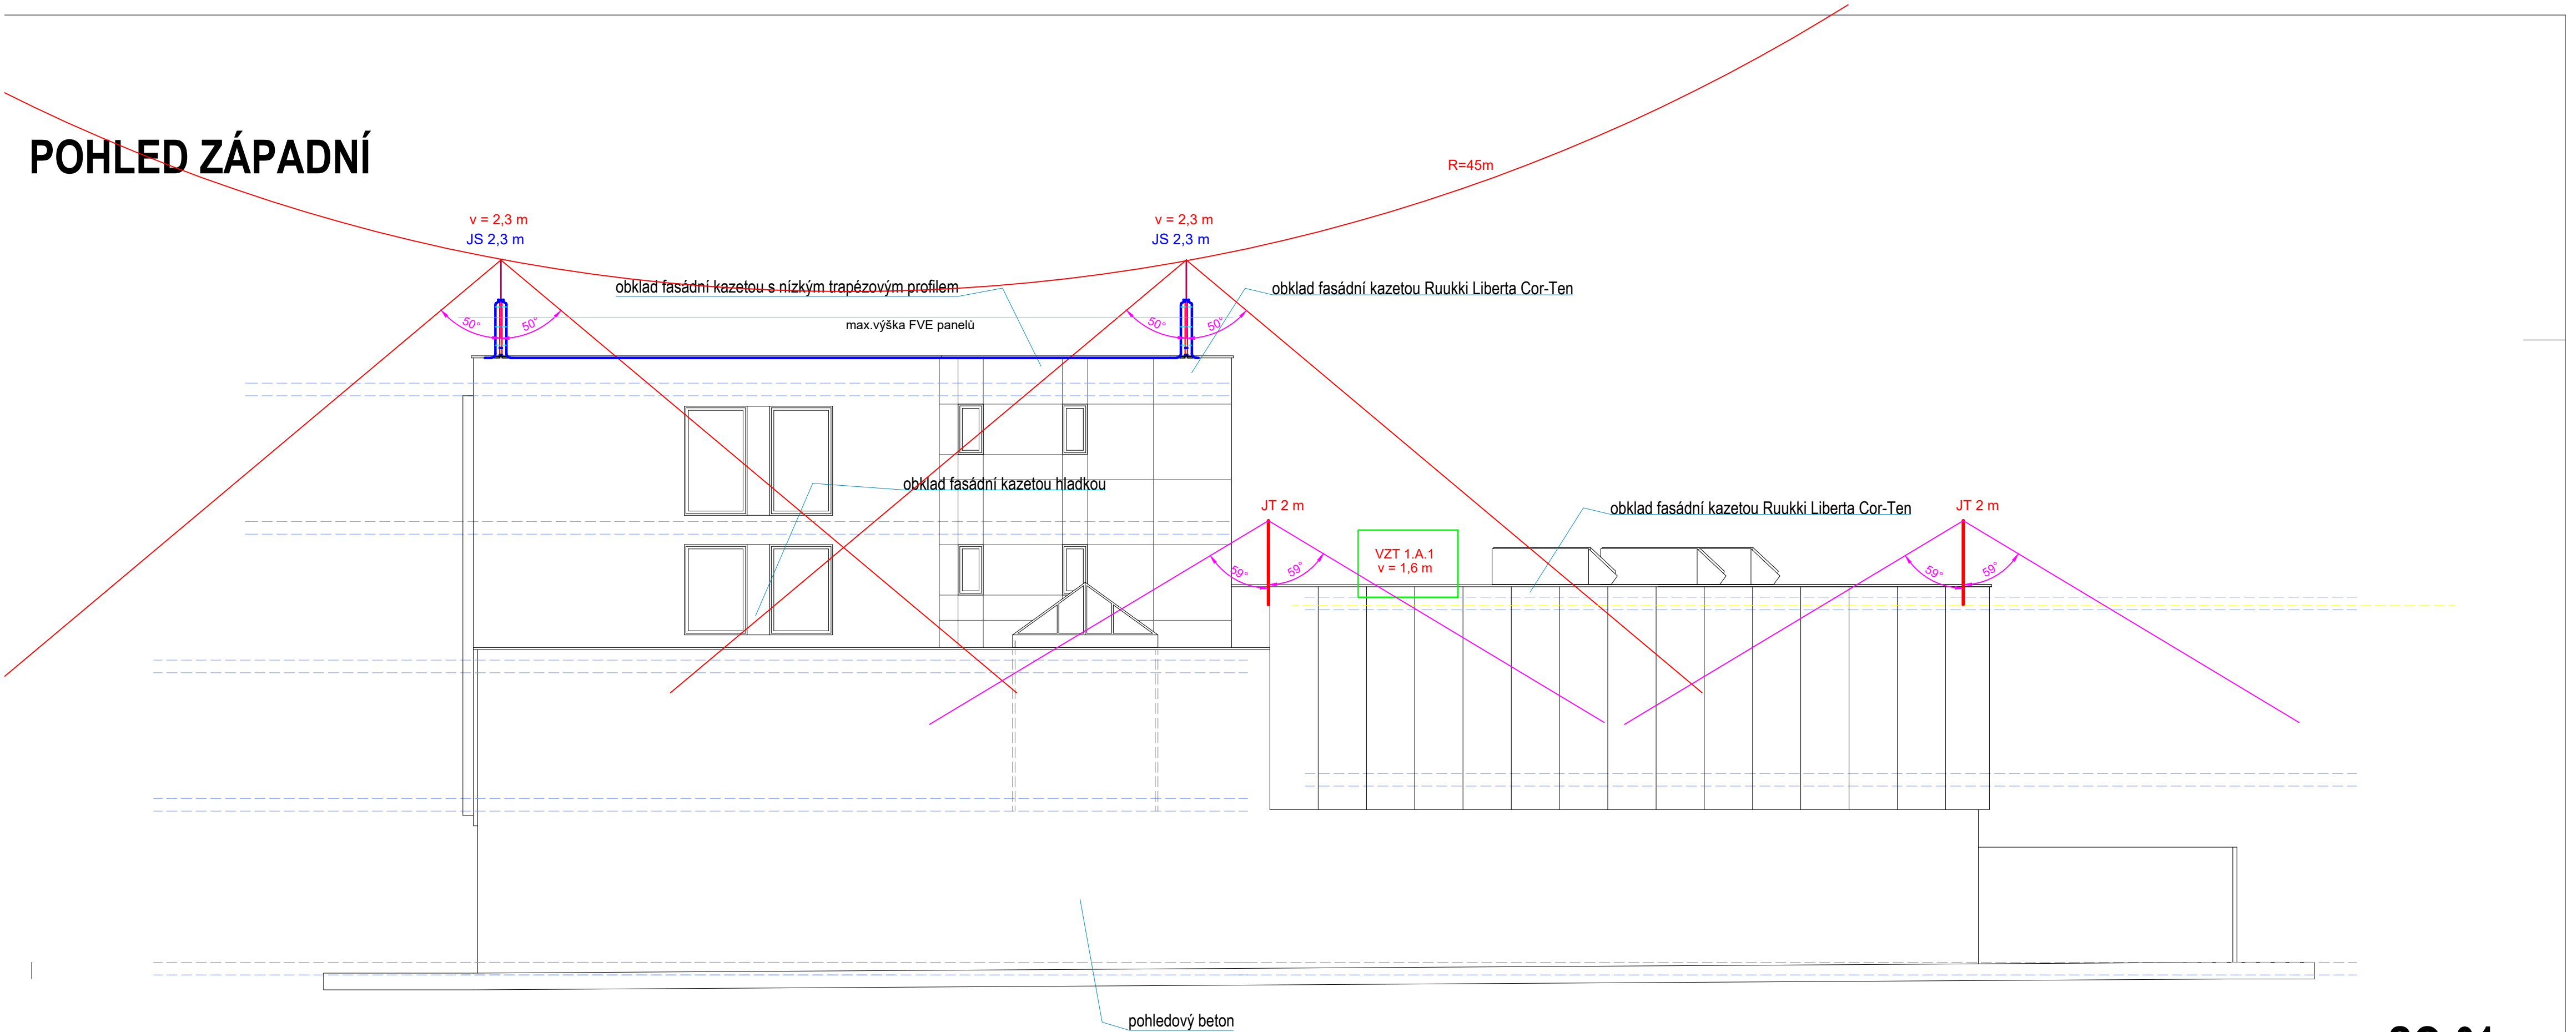 POHLED ZÁPADNÍ
R=45m
v = 2,3 m
JS 2,3 m
v = 2,3 m
JS 2,3 m
obklad fasádní kazetou s nízkým trapézovým profilem
obklad fasádní kazetou Ruukki Liberta Cor-Ten
50°
50°
max.výška FVE panelů
50°
50°
obklad fasádní kazetou hladkou
JT 2 m
obklad fasádní kazetou Ruukki Liberta Cor-Ten
JT 2 m
VZT 1.A.1
v = 1,6 m
59°
59°
59°
59°
pohledový beton